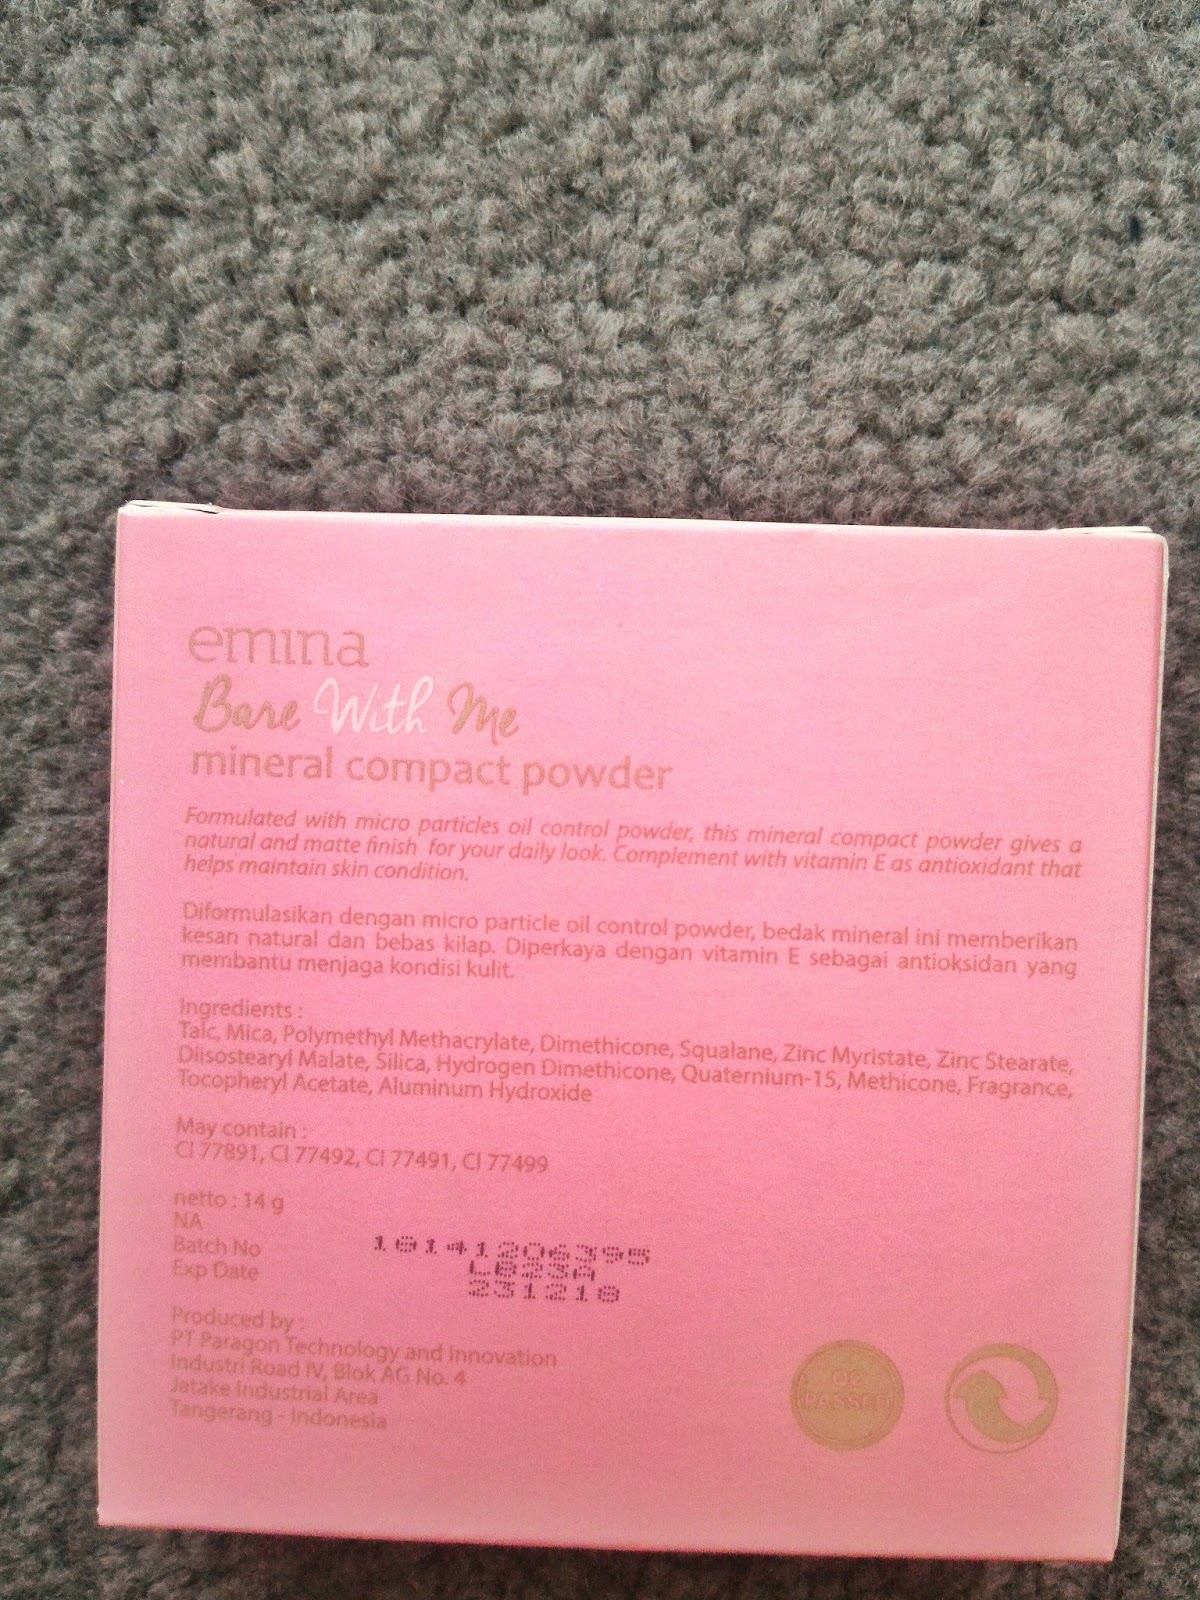 emina
Bare With Me
mineral compact powder
Formulated with micro particles oil control powder, this mineral compact powder gives a
natural and matte finish for your daily look. Complement with vitamin E as antioxidant that
helps maintain skin condition.
Diformulasikan dengan micro particle oil control powder, bedak mineral ini memberikan
kesan natural dan bebas kilap. Diperkaya dengan vitamin E sebagai antioksidan yang
membantu menjaga kondisi kulit.
Ingredients :
Talc, Mica, Polymethyl Methacrylate, Dimethicone, Squalane, Zinc Myristate, Zinc Stearate,
Diisostearyl Malate, Silica, Hydrogen Dimethicone, Quaternium-15, Methicone, Fragrance,
Tocopheryl Acetate, Aluminum Hydroxide
May contain :
CI 77891, CI 77492, CI 77491, CI 77499
netto : 14 g
NA 18141206395
Batch No LB23A
Exp Date 231218
Produced by :
PT Paragon Technology and Innovation
Industri Road IV, Blok AG No. 4
Jatake Industrial Area
Tangerang - Indonesia
QC
PASSED